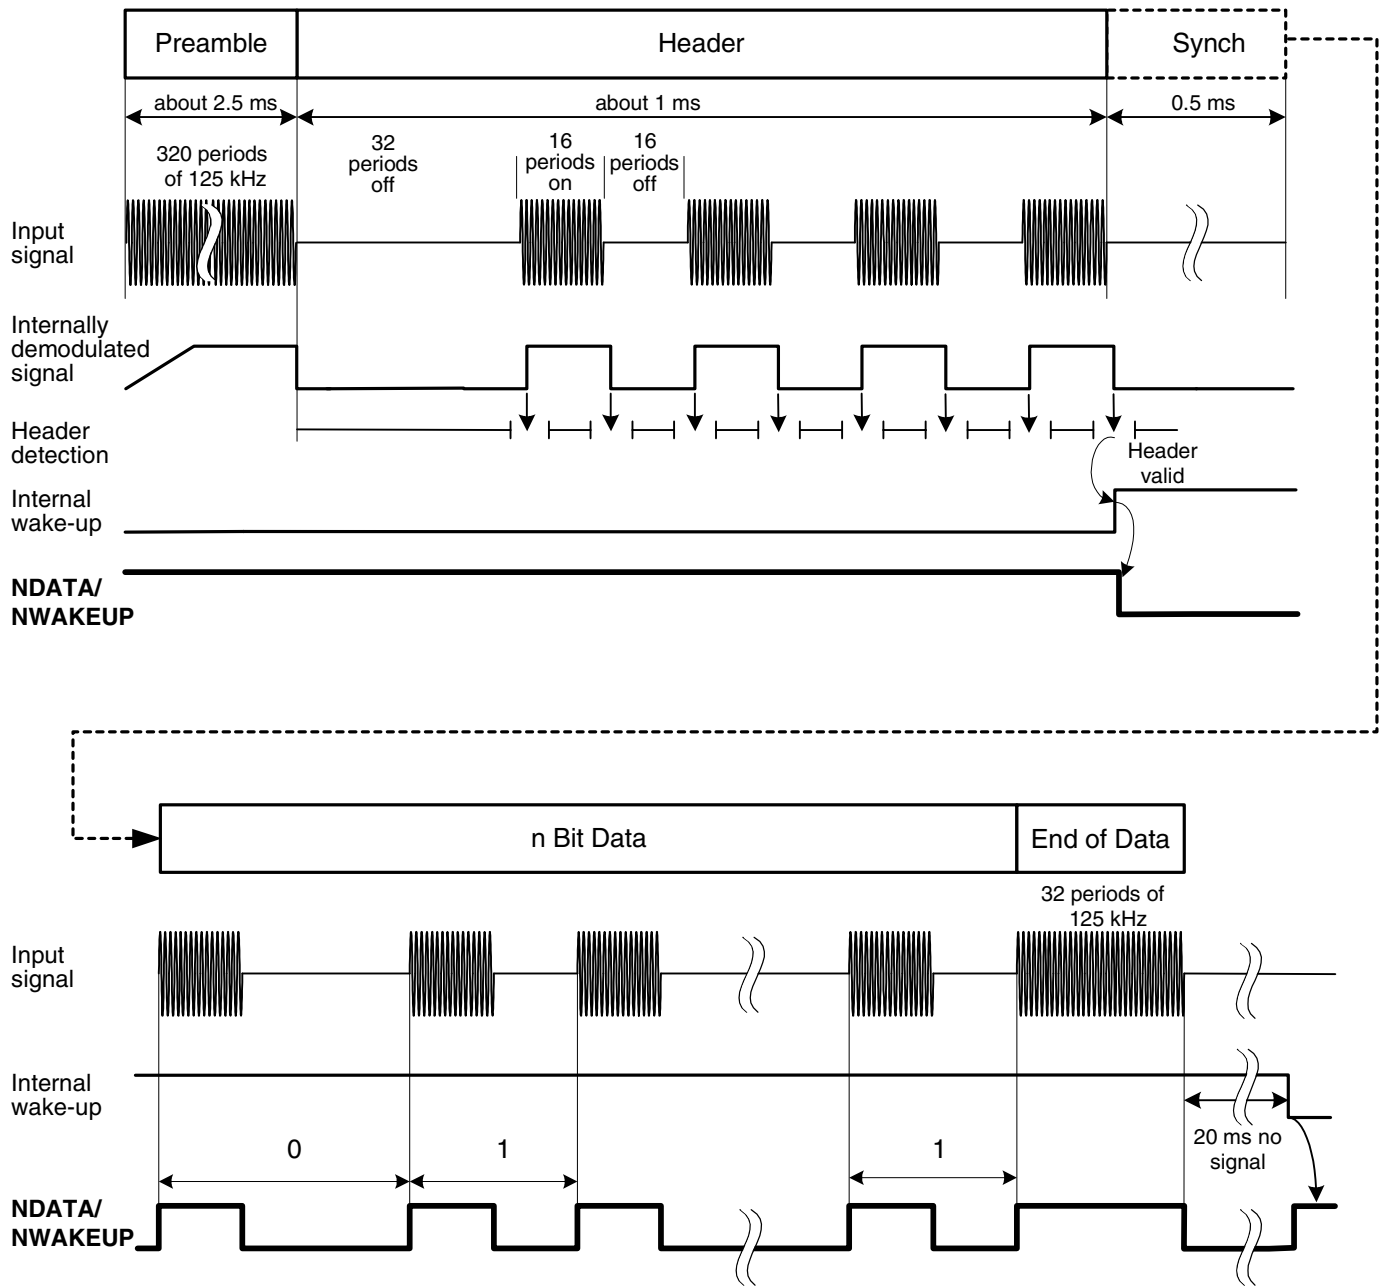 Preamble
Header
Synch
about 2.5 ms
about 1 ms
0.5 ms
320 periods
of 125 kHz
32
periods
off
16
periods
on
16
periods
off
Input
signal
Internally
demodulated
signal
Header
detection
Header
valid
Internal
wake-up
NDATA/
NWAKEUP
n Bit Data
End of Data
32 periods of
125 kHz
Input
signal
Internal
wake-up
20 ms no
signal
0
1
1
NDATA/
NWAKEUP